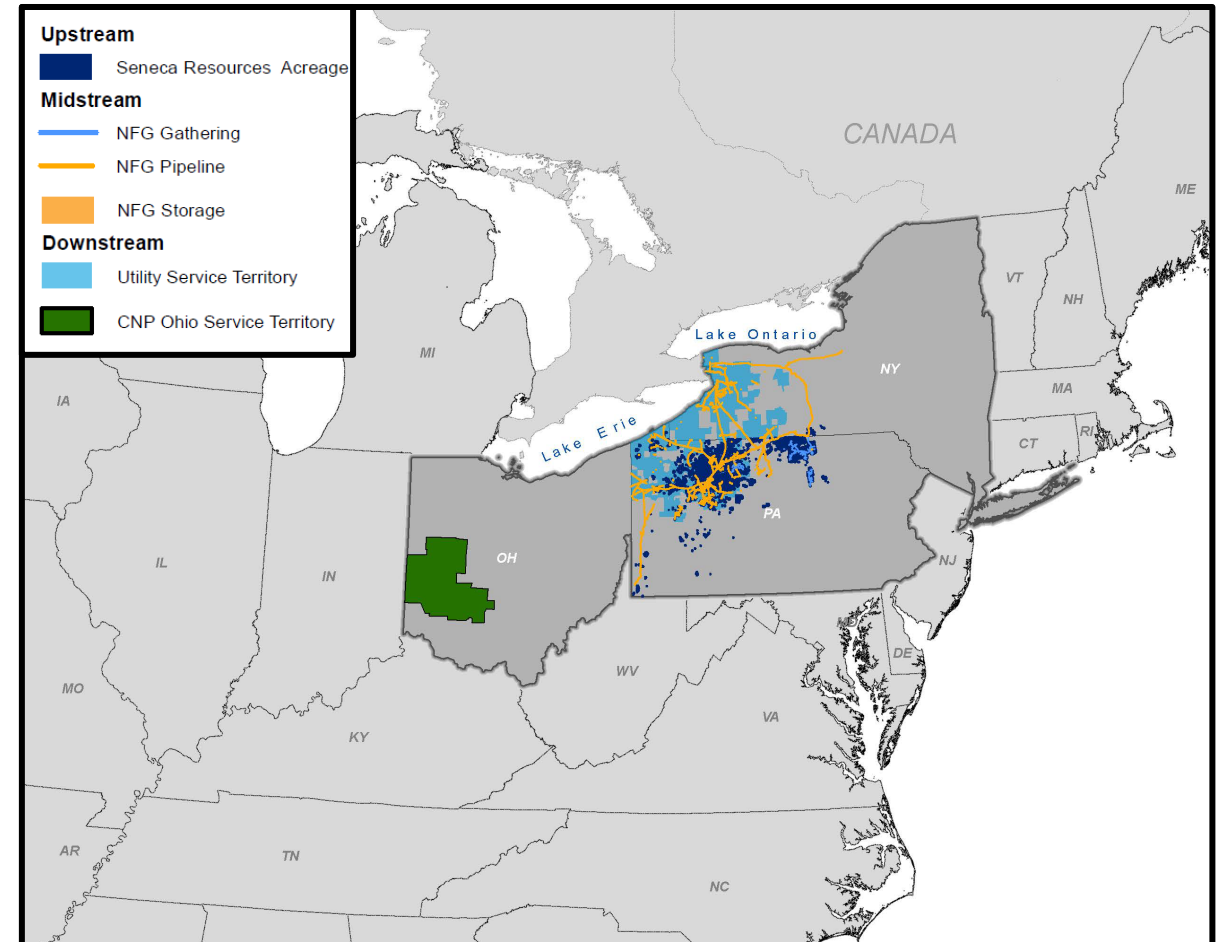 Upstream
Seneca Resources Acreage
Midstream
NFG Gathering
NFG Pipeline
NFG Storage
Downstream
Utility Service Territory
CNP Ohio Service Territory
CANADA
ME
VT
NH
Lake Ontario
MI
NY
MA
IA
Lake Erie
CT
RI
PA
OH
NJ
IL
IN
MD
DE
WV
MO
VA
KY
AR
TN
NC